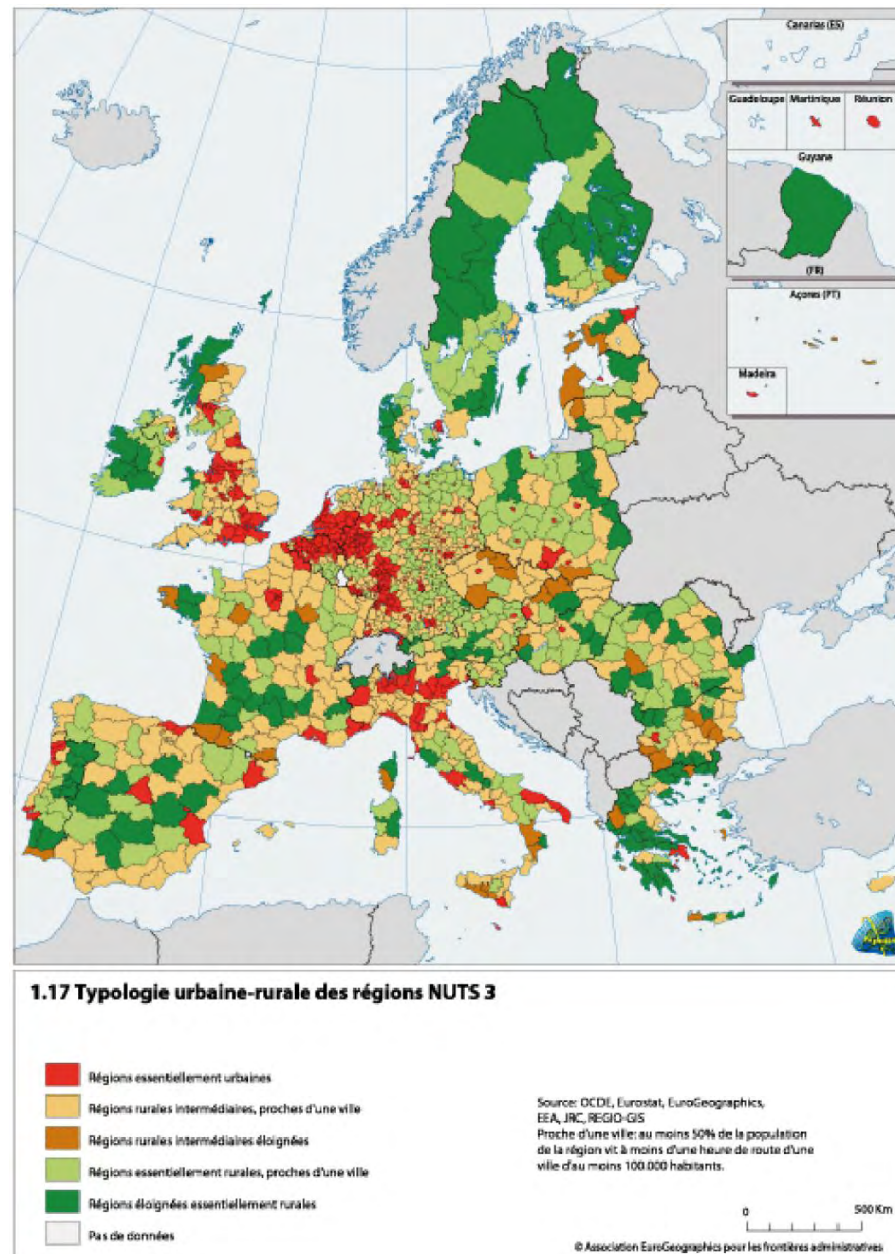 Canarias (ES)
Guadeloupe Martinique Réunion
Guyane
(FR)
Açores (PT)
Madeira
1.17 Typologie urbaine-rurale des régions NUTS 3
Régions essentiellement urbaines
Régions rurales intermédiaires, proches d'une ville
Régions rurales intermédiaires éloignées
Régions essentiellement rurales, proches d'une ville
Régions éloignées essentiellement rurales
Pas de données
Source: OCDE, Eurostat, EuroGeographics,
EEA, JRC, REGIO-GIS
Proche d'une ville: au moins 50% de la population
de la région vit à moins d'une heure de route d'une
ville d'au moins 100.000 habitants.
0 500 Km
© Association EuroGeographics pour les frontières administratives